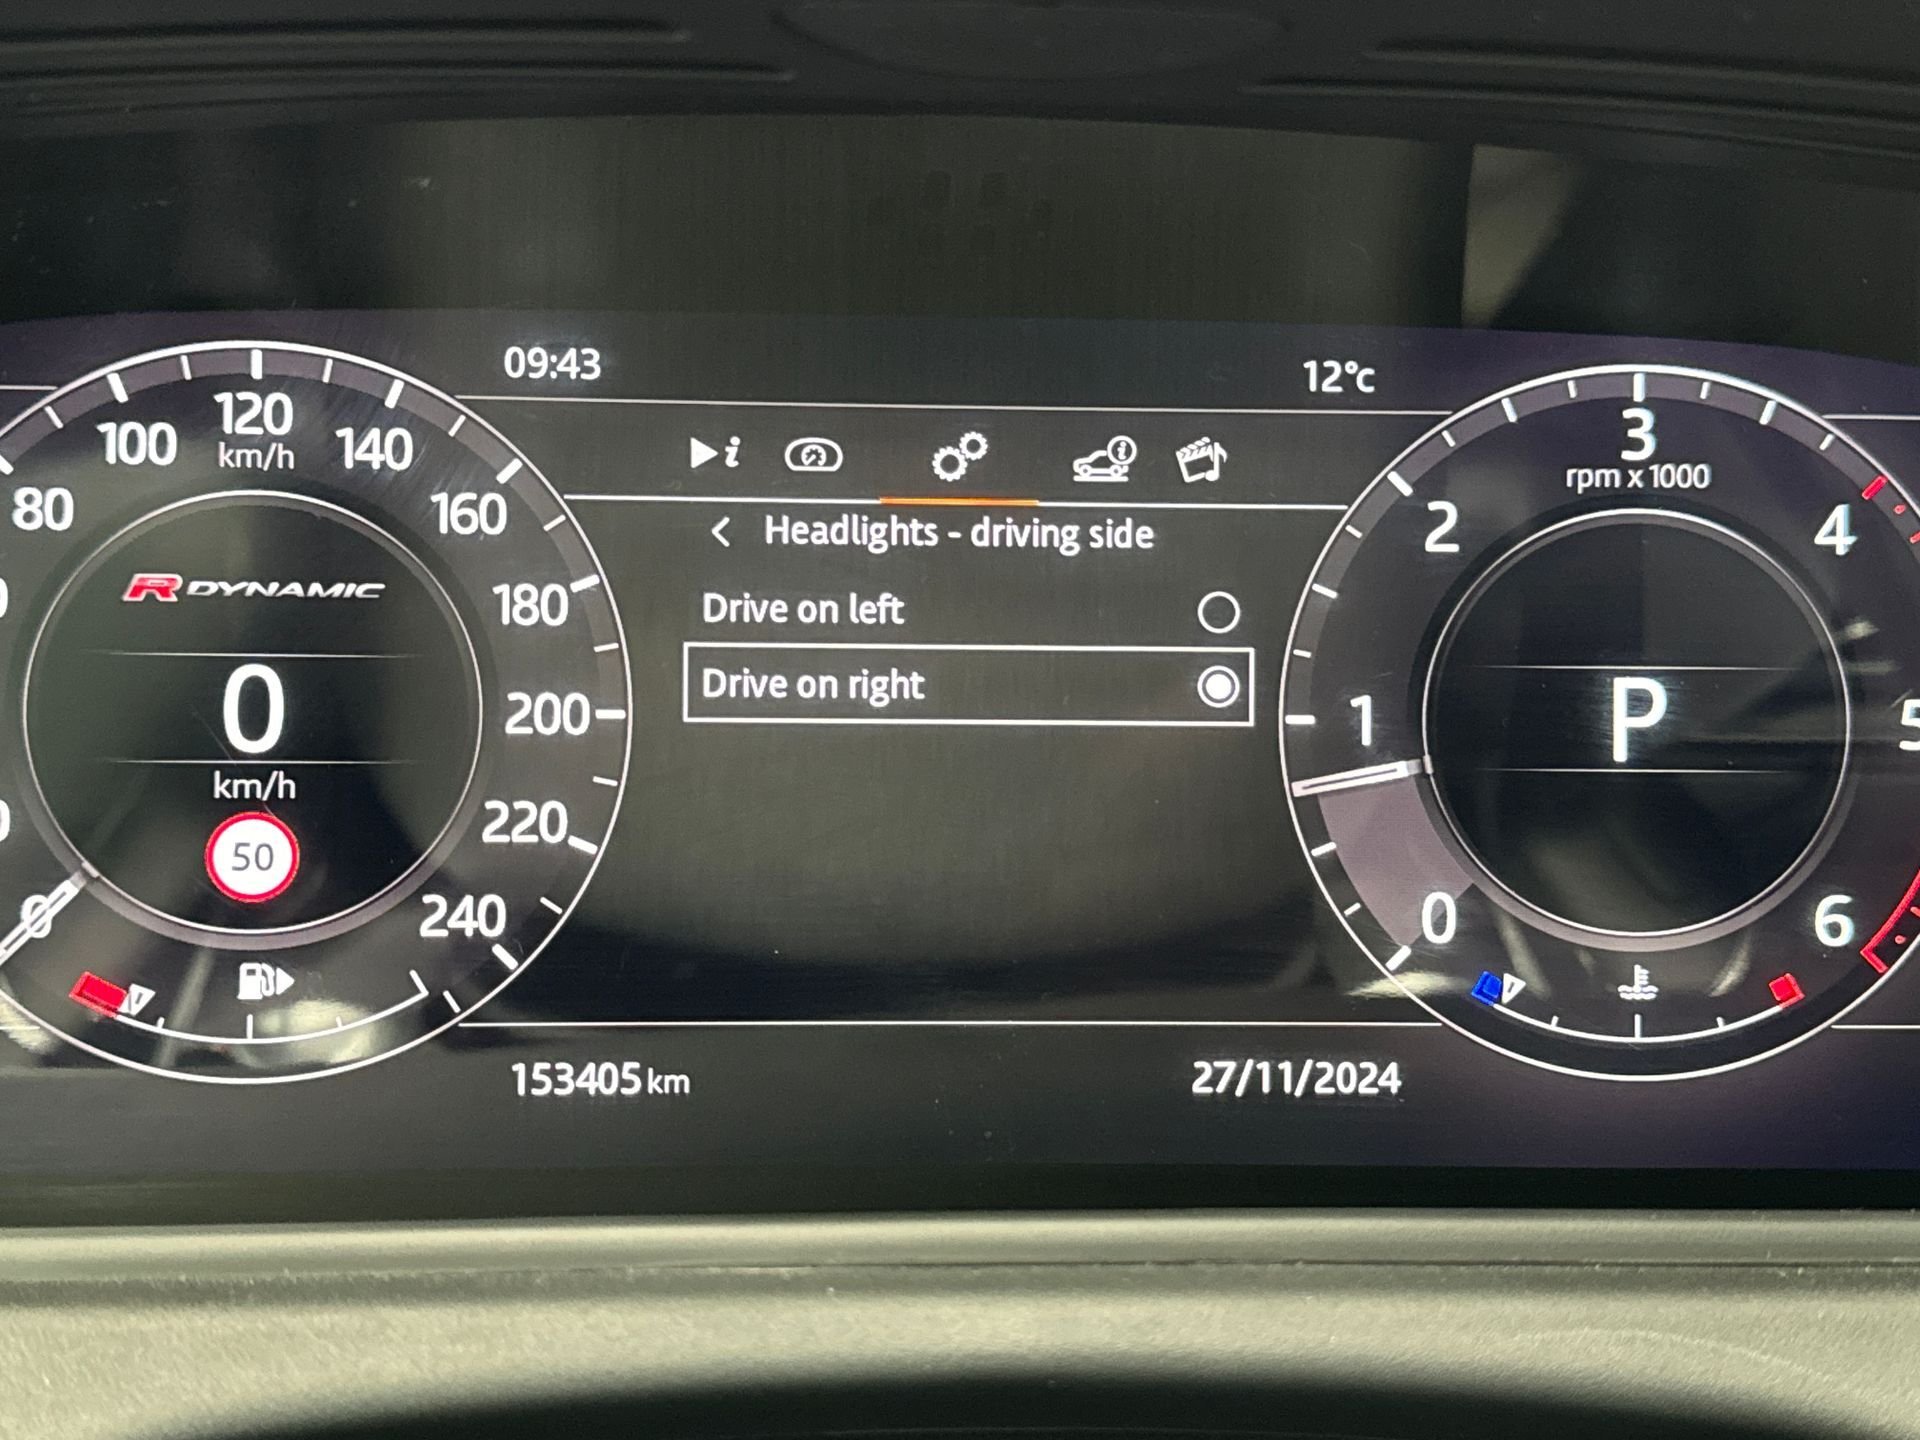 09:43
12°C
80
100
120
km/h
140
160
180
200
220
240
0
R DYNAMIC
0
km/h
50
i
i
Headlights - driving side
Drive on left
Drive on right
0
1
2
3
rpm x 1000
4
5
6
P
153405 km
27/11/2024